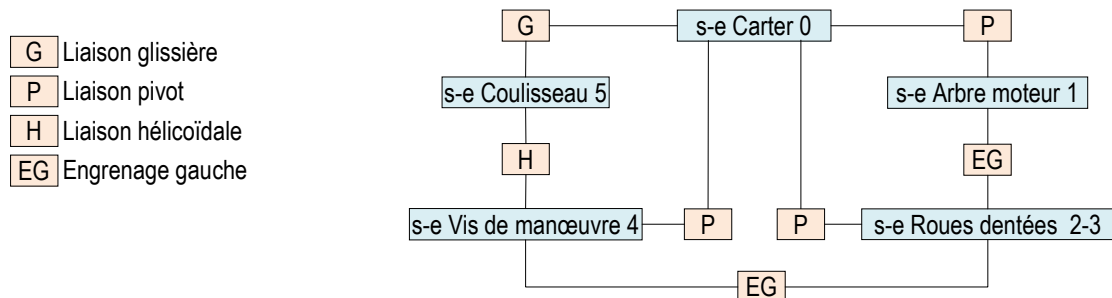 G Liaison glissière
P Liaison pivot
H Liaison hélicoïdale
EG Engrenage gauche
G s-e Carter 0 P
s-e Coulisseau 5 s-e Arbre moteur 1
H EG
s-e Vis de manœuvre 4 P P s-e Roues dentées 2-3
EG